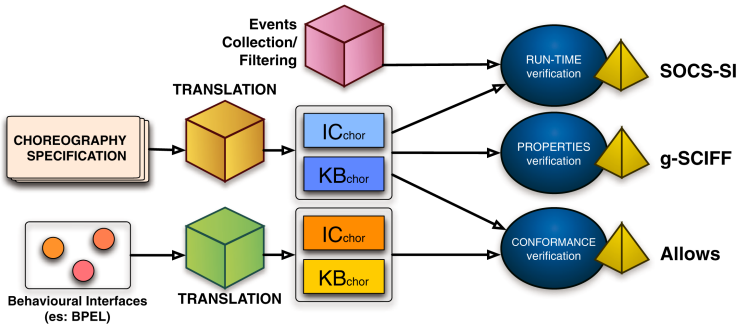 Events
Collection/
Filtering
RUN-TIME
verification
SOCS-SI
TRANSLATION
CHOREOGRAPHY
SPECIFICATION
ICchor
KBchor
PROPERTIES
verification
g-SCIFF
ICchor
KBchor
CONFORMANCE
verification
Allows
Behavioural Interfaces
(es: BPEL)
TRANSLATION